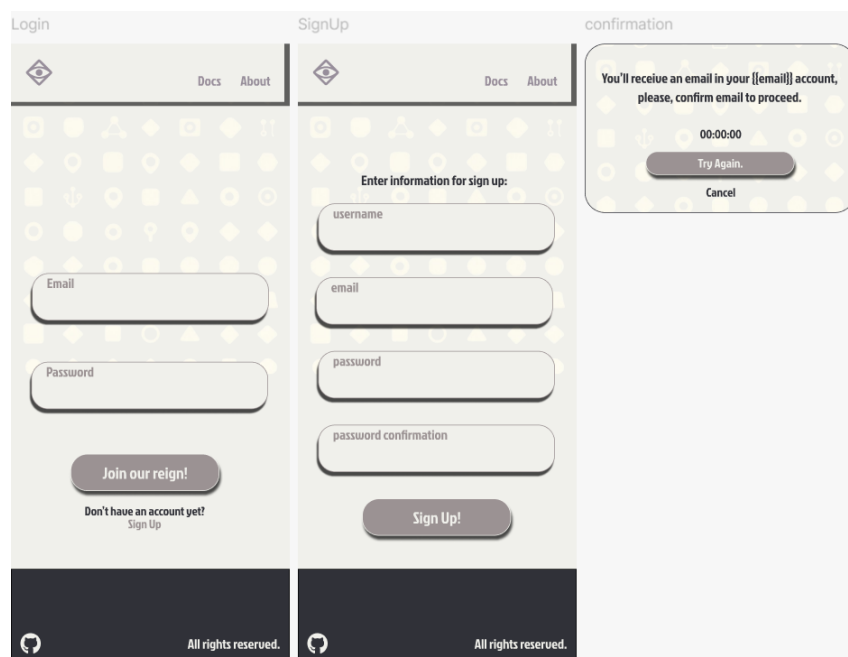 Login
Docs About
Email
Password
Join our reign!
Don't have an account yet?
Sign Up
All rights reserved.
SignUp
Docs About
Enter information for sign up:
username
email
password
password confirmation
Sign Up!
All rights reserved.
confirmation
You'll receive an email in your [[email]] account,
please, confirm email to proceed.
00:00:00
Try Again.
Cancel